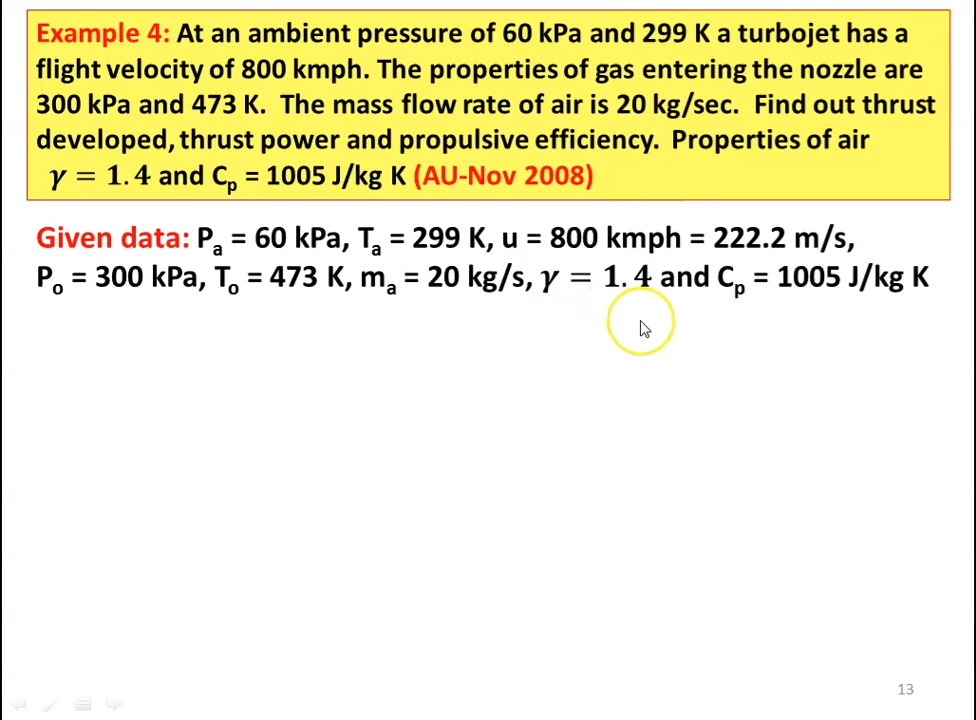 Example 4: At an ambient pressure of 60 kPa and 299 K a turbojet has a
flight velocity of 800 kmph. The properties of gas entering the nozzle are
300 kPa and 473 K. The mass flow rate of air is 20 kg/sec. Find out thrust
developed, thrust power and propulsive efficiency. Properties of air
γ = 1.4 and Cp = 1005 J/kg K (AU-Nov 2008)
Given data: Pa = 60 kPa, Ta = 299 K, u = 800 kmph = 222.2 m/s,
Po = 300 kPa, To = 473 K, ma = 20 kg/s, γ = 1.4 and Cp = 1005 J/kg K
13